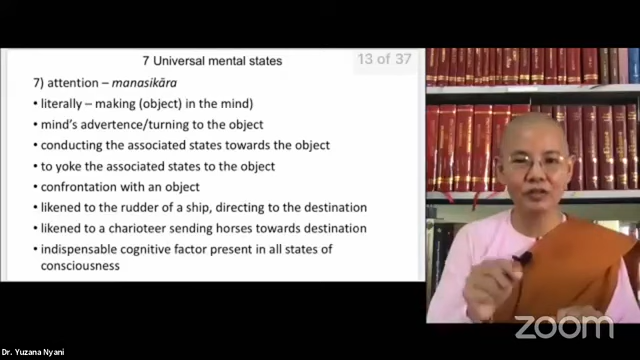 7 Universal mental states
13 of 37
7) attention – manasikāra
• literally – making (object) in the mind)
• mind's advertence/turning to the object
• conducting the associated states towards the object
• to yoke the associated states to the object
• confrontation with an object
• likened to the rudder of a ship, directing to the destination
• likened to a charioteer sending horses towards destination
• indispensable cognitive factor present in all states of
consciousness
zoom
Dr. Yuzana Nyani